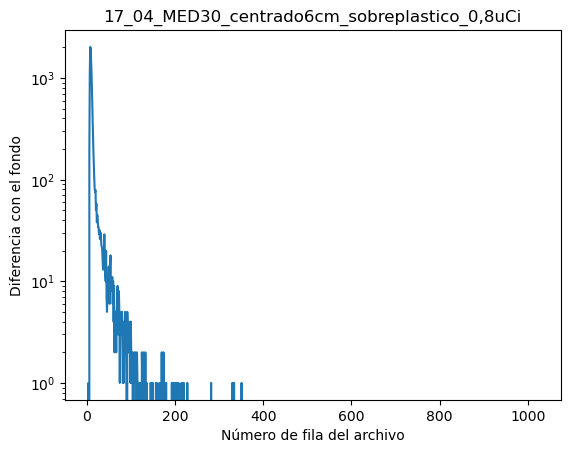 17_04_MED30_centrado6cm_sobreplastico_0,8uCi
Diferencia con el fondo
10³
10²
10¹
10⁰
0 200 400 600 800 1000
Número de fila del archivo